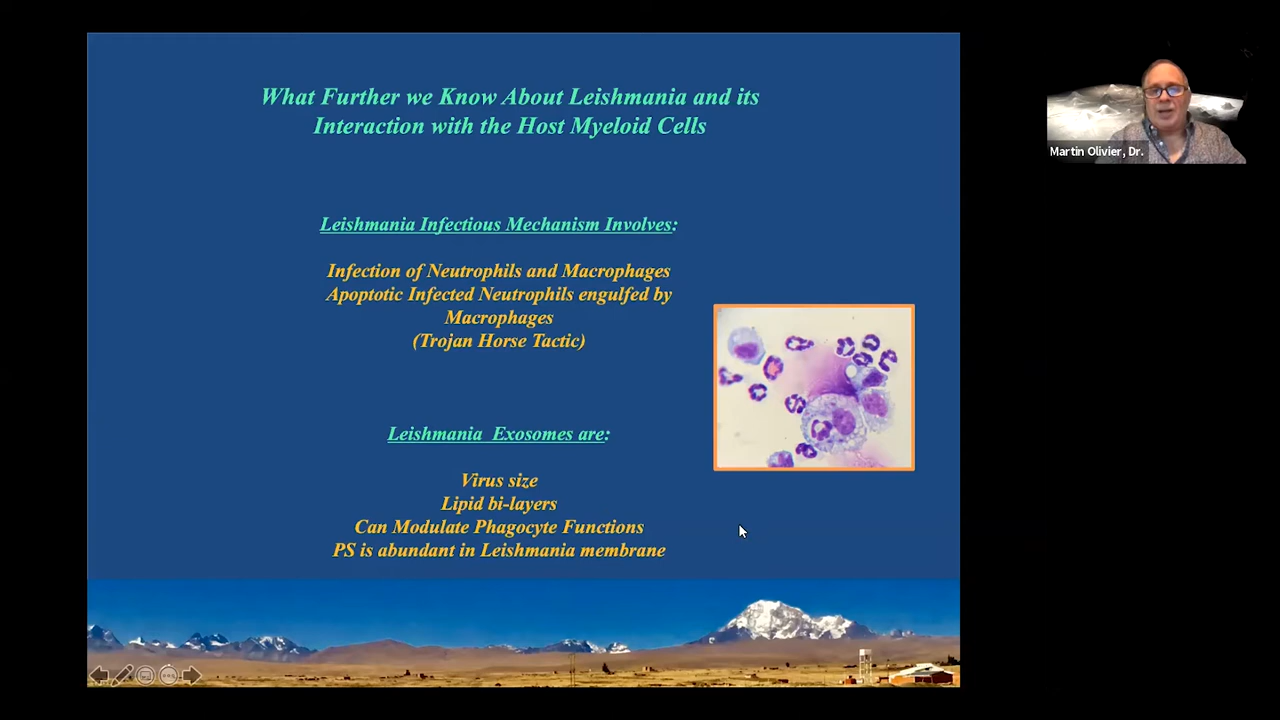 What Further we Know About Leishmania and its
Interaction with the Host Myeloid Cells
Leishmania Infectious Mechanism Involves:
Infection of Neutrophils and Macrophages
Apoptotic Infected Neutrophils engulfed by
Macrophages
(Trojan Horse Tactic)
Leishmania Exosomes are:
Virus size
Lipid bi-layers
Can Modulate Phagocyte Functions
PS is abundant in Leishmania membrane
Martin Olivier, Dr.